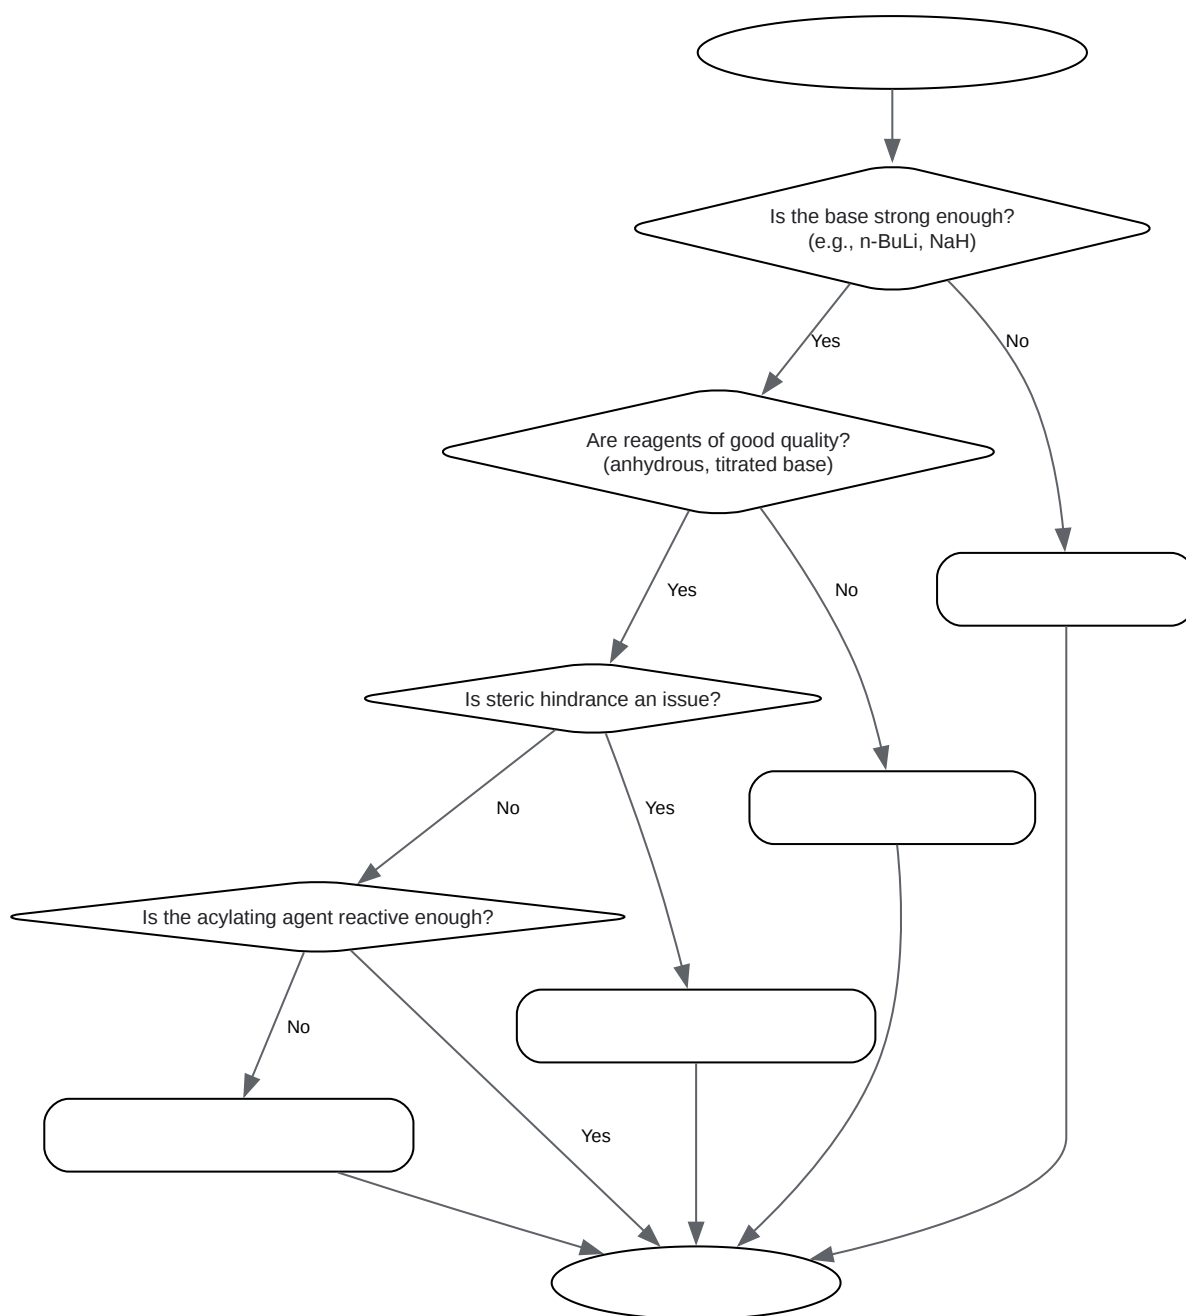 Is the base strong enough?
(e.g., n-BuLi, NaH)
Yes
No
Are reagents of good quality?
(anhydrous, titrated base)
Yes
No
Is steric hindrance an issue?
No
Yes
Is the acylating agent reactive enough?
No
Yes